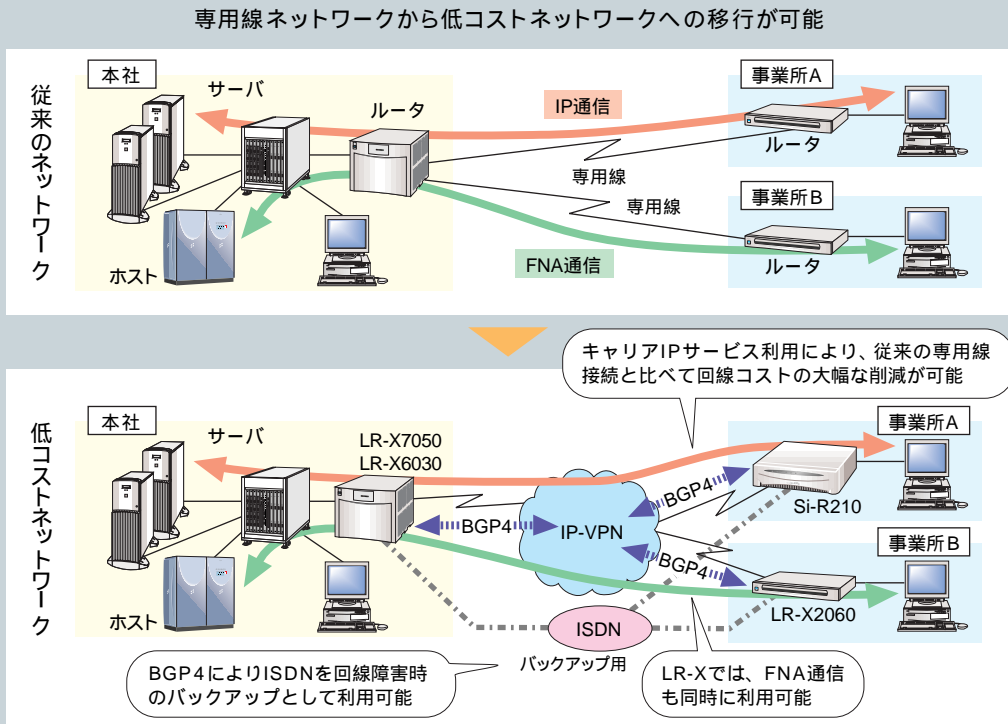 専用線ネットワークから低コストネットワークへの移行が可能
従来のネットワーク
本社
サーバ
ルータ
ホスト
IP通信
専用線
専用線
FNA通信
事業所A
ルータ
事業所B
ルータ
キャリアIPサービス利用により、従来の専用線
接続と比べて回線コストの大幅な削減が可能
低コストネットワーク
本社
サーバ
LR-X7050
LR-X6030
ホスト
BGP4
IP-VPN
BGP4
BGP4
事業所A
Si-R210
事業所B
LR-X2060
ISDN
バックアップ用
BGP4によりISDNを回線障害時
のバックアップとして利用可能
LR-Xでは、FNA通信
も同時に利用可能